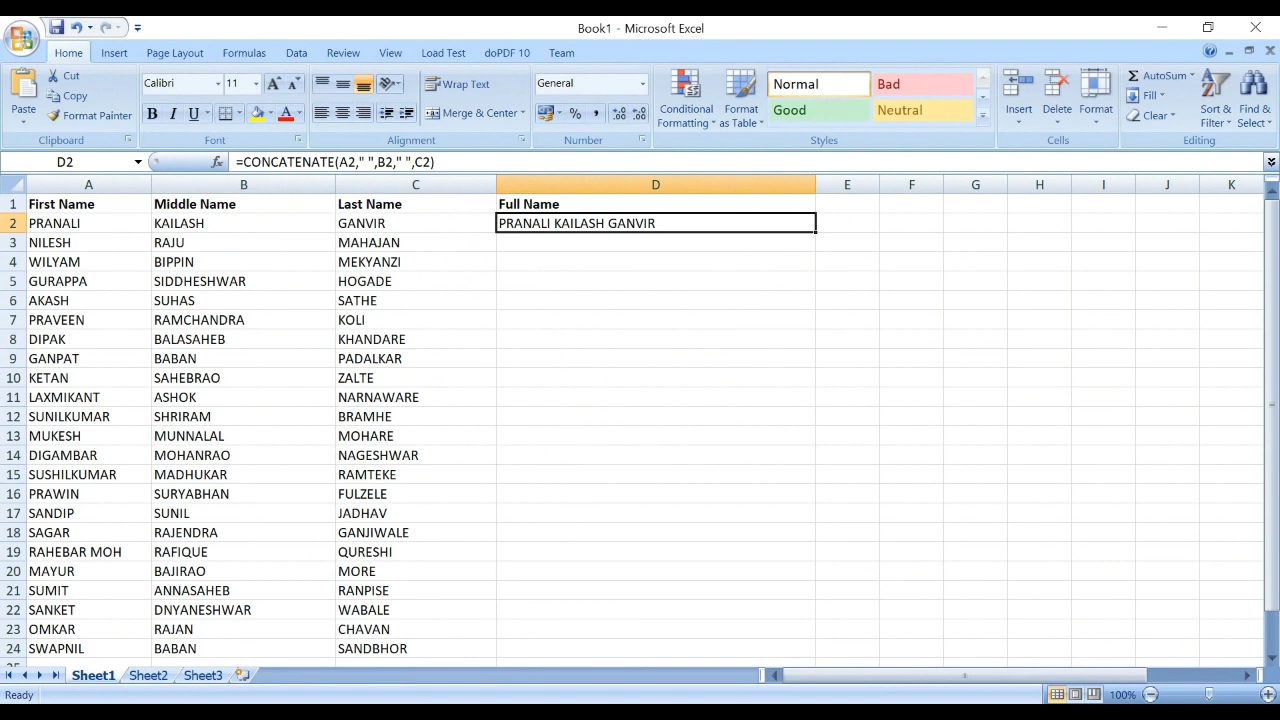 Book1 - Microsoft Excel
Home Insert Page Layout Formulas Data Review View Load Test doPDF 10 Team
Paste
Cut
Copy
Format Painter
Clipboard
Calibri 11
B I U A
Font
Wrap Text
Merge & Center
Alignment
General
%
Number
Conditional Formatting
Format as Table
Normal Bad
Good Neutral
Styles
Insert Delete Format
Cells
AutoSum
Fill
Clear
Sort & Filter
Find & Select
Editing
D2 fx =CONCATENATE(A2," ",B2," ",C2)
A B C D E F G H I J K
1 First Name Middle Name Last Name Full Name
2 PRANALI KAILASH GANVIR PRANALI KAILASH GANVIR
3 NILESH RAJU MAHAJAN
4 WILYAM BIPPIN MEKYANZI
5 GURAPPA SIDDHESHWAR HOGADE
6 AKASH SUHAS SATHE
7 PRAVEEN RAMCHANDRA KOLI
8 DIPAK BALASAHEB KHANDARE
9 GANPAT BABAN PADALKAR
10 KETAN SAHEBRAO ZALTE
11 LAXMIKANT ASHOK NARNAWARE
12 SUNILKUMAR SHRIRAM BRAMHE
13 MUKESH MUNNALAL MOHARE
14 DIGAMBAR MOHANRAO NAGESHWAR
15 SUSHILKUMAR MADHUKAR RAMTEKE
16 PRAWIN SURYABHAN FULZELE
17 SANDIP SUNIL JADHAV
18 SAGAR RAJENDRA GANJIWALE
19 RAHEBAR MOH RAFIQUE QURESHI
20 MAYUR BAJIRAO MORE
21 SUMIT ANNASAHEB RANPISE
22 SANKET DNYANESHWAR WABALE
23 OMKAR RAJAN CHAVAN
24 SWAPNIL BABAN SANDBHOR
Sheet1 Sheet2 Sheet3
Ready 100%